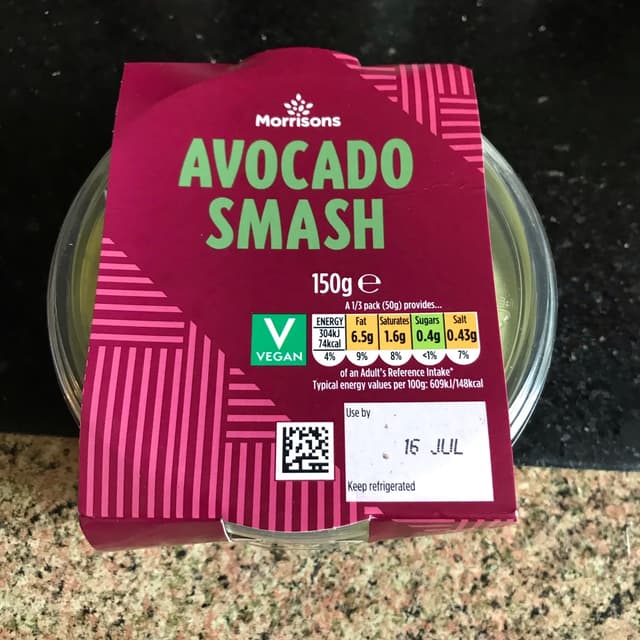 Morrisons
AVOCADO
SMASH
150g ℮
A 1/3 pack (50g) provides...
ENERGY Fat Saturates Sugars Salt
304kJ
74kcal 6.5g 1.6g 0.4g 0.43g
4% 9% 8% <1% 7%
of an Adult's Reference Intake*
Typical energy values per 100g: 609kJ/148kcal
V
VEGAN
Use by
16 JUL
Keep refrigerated